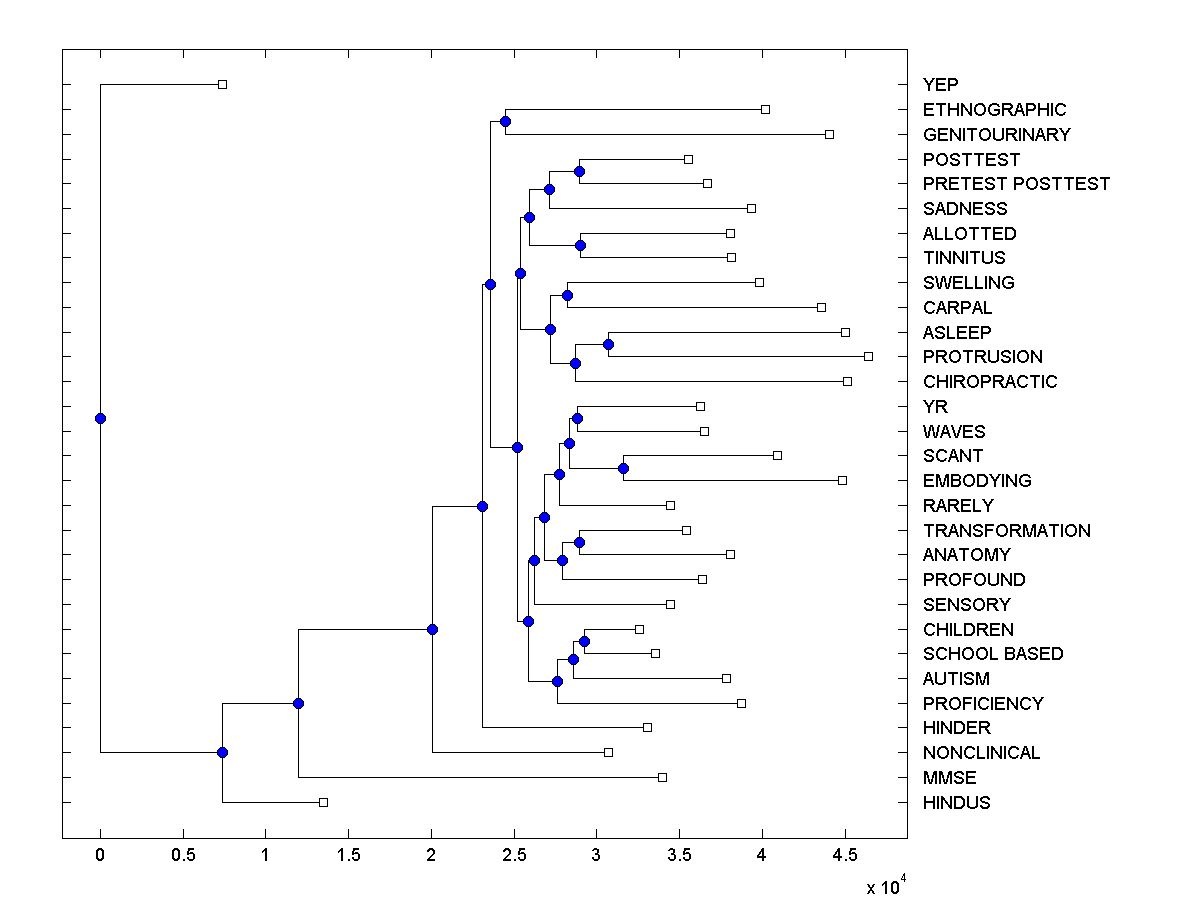 YEP
ETHNOGRAPHIC
GENITOURINARY
POSTTEST
PRETEST POSTTEST
SADNESS
ALLOTTED
TINNITUS
SWELLING
CARPAL
ASLEEP
PROTRUSION
CHIROPRACTIC
YR
WAVES
SCANT
EMBODYING
RARELY
TRANSFORMATION
ANATOMY
PROFOUND
SENSORY
CHILDREN
SCHOOL BASED
AUTISM
PROFICIENCY
HINDER
NONCLINICAL
MMSE
HINDUS
0 0.5 1 1.5 2 2.5 3 3.5 4 4.5
x 10^4